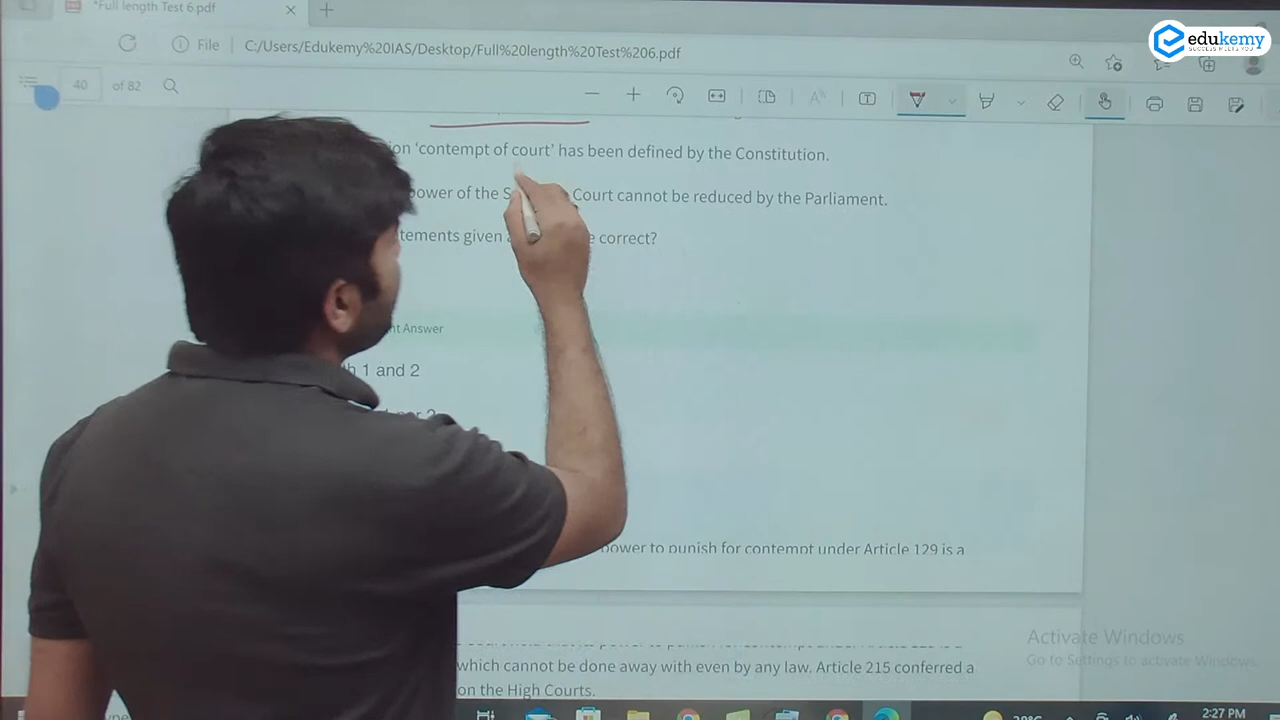 *Full length Test 6.pdf
edukemy
File C:/Users/Edukemy%20IAS/Desktop/Full%20length%20Test%206.pdf
40 of 82
'contempt of court' has been defined by the Constitution.
power of the Court cannot be reduced by the Parliament.
given correct?
Answer
1 and 2
power to punish for contempt under Article 129 is a
which cannot be done away with even by any law. Article 215 conferred a
on the High Courts.
Activate Windows
Go to Settings to activate Windows.
2:27 PM